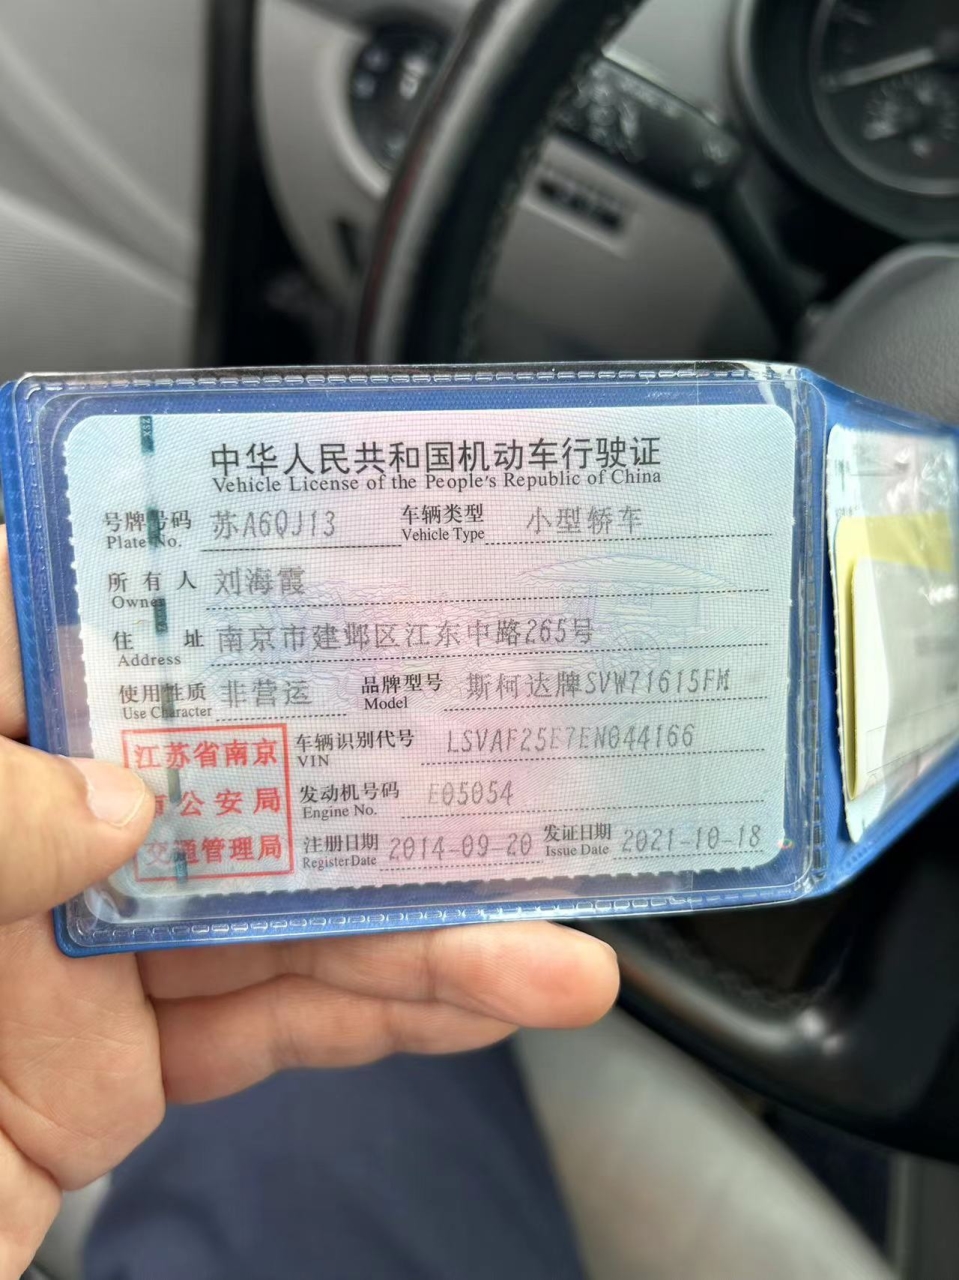 中华人民共和国机动车行驶证
Vehicle License of the People's Republic of China
号牌号码 苏A6QJ13 车辆类型 小型轿车
Plate No. Vehicle Type
所有人 刘海霞
Owner
住址 南京市建邺区江东中路265号
Address
使用性质 非营运 品牌型号 斯柯达牌SVW71615FM
Use Character Model
江苏省南京 车辆识别代号 LSVAF25E7EN044166
VIN
市公安局 发动机号码 E05054
Engine No.
交通管理局 注册日期 2014-09-20 发证日期 2021-10-18
Register Date Issue Date